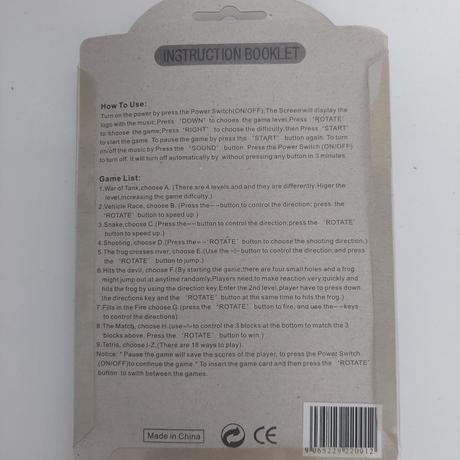 INSTRUCTION BOOKLET
How To Use:
Turn on the power by press the Power Switch(ON/OFF).The Screen will display the
logo with the music;Press "DOWN" to chooes the game level,Press 'ROTATE'
to choose the game;Press 'RIGHT' to choose the difficulty,then Press "START"
to start the game. To pause the game by press the "START" button again. To turn
on/off the music by Press the "SOUND" button. Press the Power Switch (ON/OFF)
to turn off. It will turn off automatically by without pressing any button in 3 minutes.
Game List:
1.War of Tank,choose A. (There are 4 levels and and they are differently. Higer the
level,increasing the game diffculty.)
2.Vehicle Race, choose B. (Press the←→button to control the direction; press the
'ROTATE' button to speed up.)
3.Snake,choose C.(Press the←→button to control the direction;press the 'ROTATE'
button to speed up.)
4.Shooting, choose D.(Press the←→'ROTATE' button to choose the shooting direction.)
5.The frog crosses river, choose E.(Use the button to control the direction,and press
the 'ROTATE' button to jump.)
6.Hits the devil, choose F.( By starting the game;there are four small holes and a frog
might jump out at anytime randomly.Players need to make reaction very quickly and
hits the frog by using the direction key. Enter the 2nd level,player have to press down
the directions key and the 'ROTATE' button at the same time to hits the frog.)
7.Fills in the Fire choose G.(press the 'ROTATE' button to fire, and use the←→keys
to control.)
8.The Match, choose H.(use to control the 3 blocks at the bottom to match the 3
blocks above. Press the 'ROTATE' button to win.)
9.Tetris, choose I-Z.(There are 18 ways to play).
Notice: " Pause the game will save the scores of the player, to press the Power Switch
(ON/OFF)to continue the game." To insert the game card and then press the 'ROTATE'
button to swith between the games.
Made in China
CE
9 065229 220012